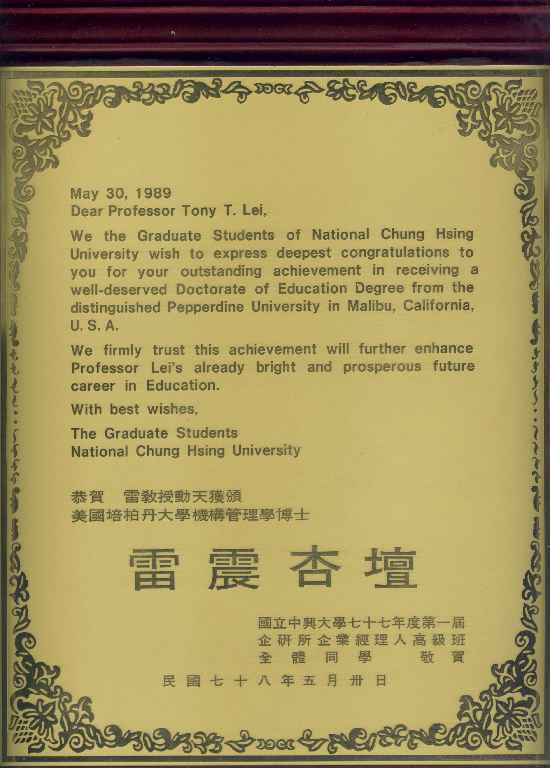 May 30, 1989
Dear Professor Tony T. Lei,
We the Graduate Students of National Chung Hsing
University wish to express deepest congratulations to
you for your outstanding achievement in receiving a
well-deserved Doctorate of Education Degree from the
distinguished Pepperdine University in Malibu, California,
U. S. A.
We firmly trust this achievement will further enhance
Professor Lei's already bright and prosperous future
career in Education.
With best wishes,
The Graduate Students
National Chung Hsing University
恭賀 雷教授動天獲頒
美國培柏丹大學機構管理學博士
雷震杏壇
國立中興大學七十七年度第一屆
企研所企業經理人高級班
全體同學 敬賀
民國七十八年五月卅日